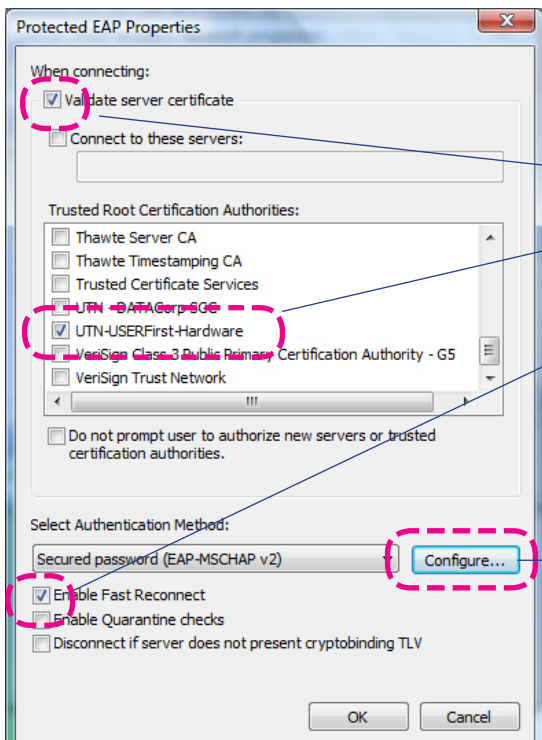 Protected EAP Properties
When connecting:
Validate server certificate
Connect to these servers:
Trusted Root Certification Authorities:
Thawte Server CA
Thawte Timestamping CA
Trusted Certificate Services
UTN - DATACorp SGC
UTN-USERFirst-Hardware
VeriSign Class 3 Public Primary Certification Authority - G5
VeriSign Trust Network
Do not prompt user to authorize new servers or trusted
certification authorities.
Select Authentication Method:
Secured password (EAP-MSCHAP v2)
Configure...
Enable Fast Reconnect
Enable Quarantine checks
Disconnect if server does not present cryptobinding TLV
OK
Cancel